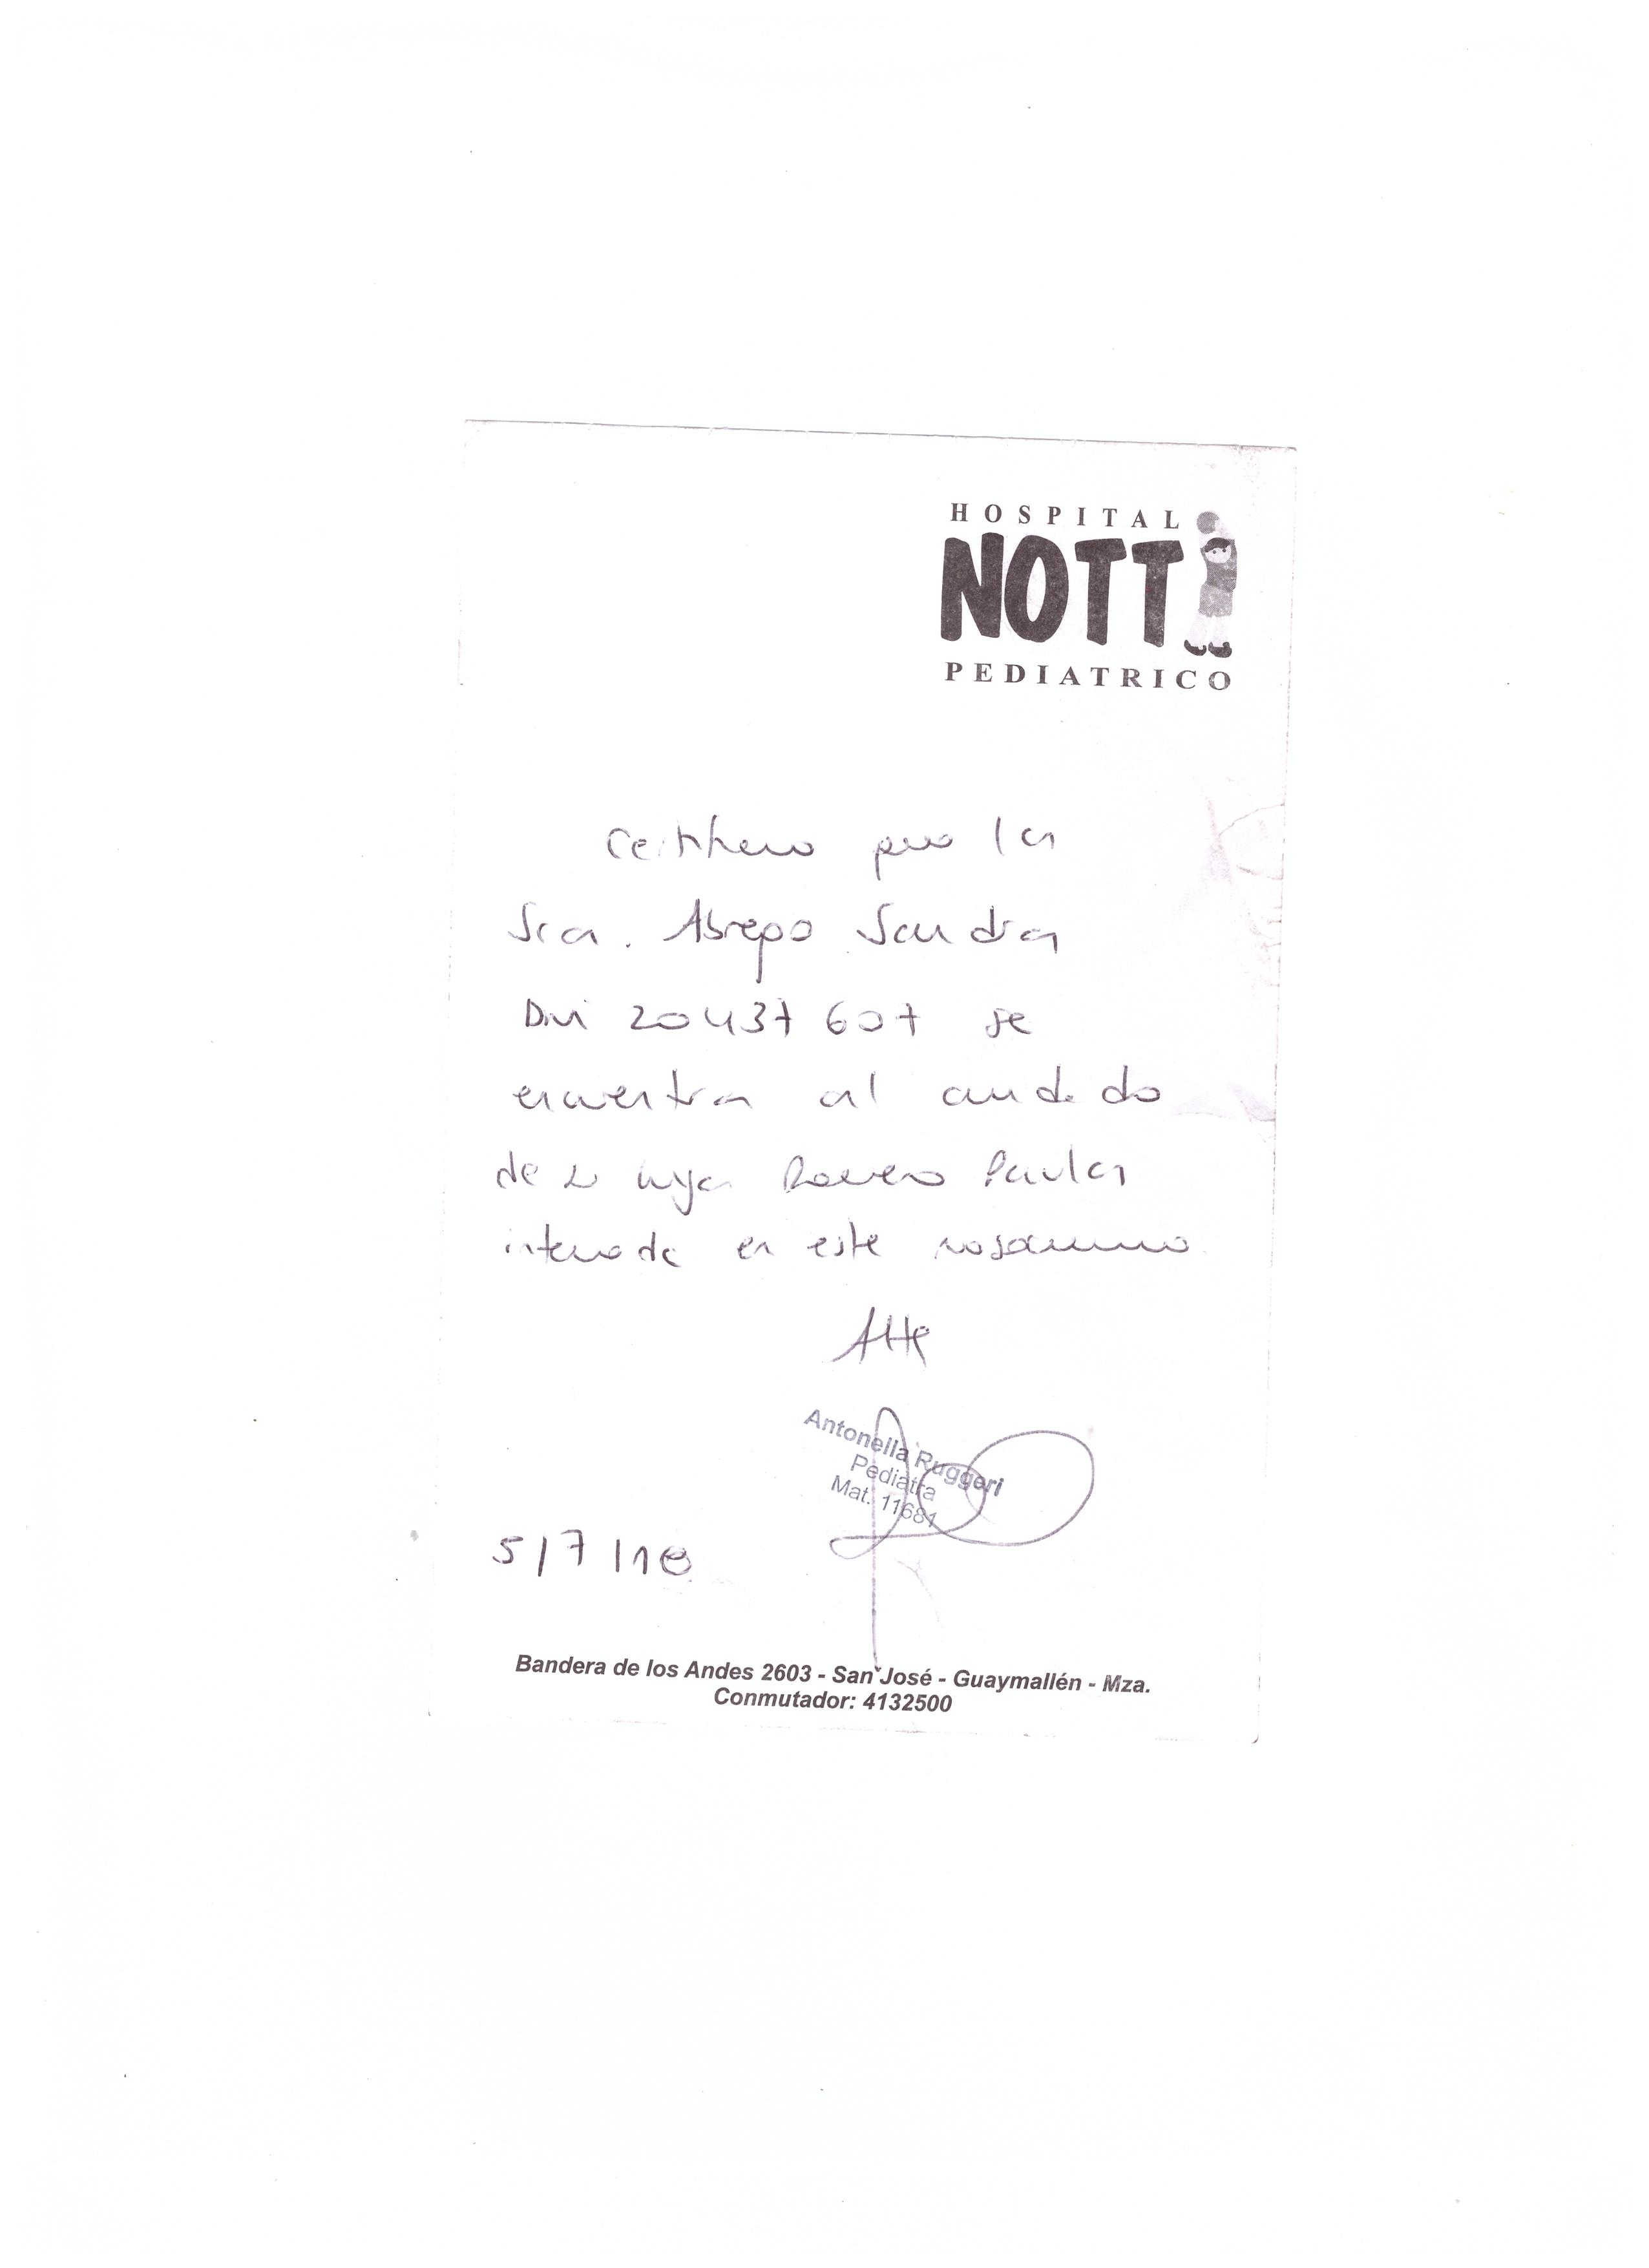 HOSPITAL
NOTTI
PEDIATRICO
Certifico que la
Sra. Abrego Sandra
DNI 20437607 se
encuentra al cuidado
de su hija Romero Paula
internada en este nosocomio
Atte
Antonella Ruggeri
Pediatra
Mat. 11681
5/7/18
Bandera de los Andes 2603 - San José - Guaymallén - Mza.
Conmutador: 4132500